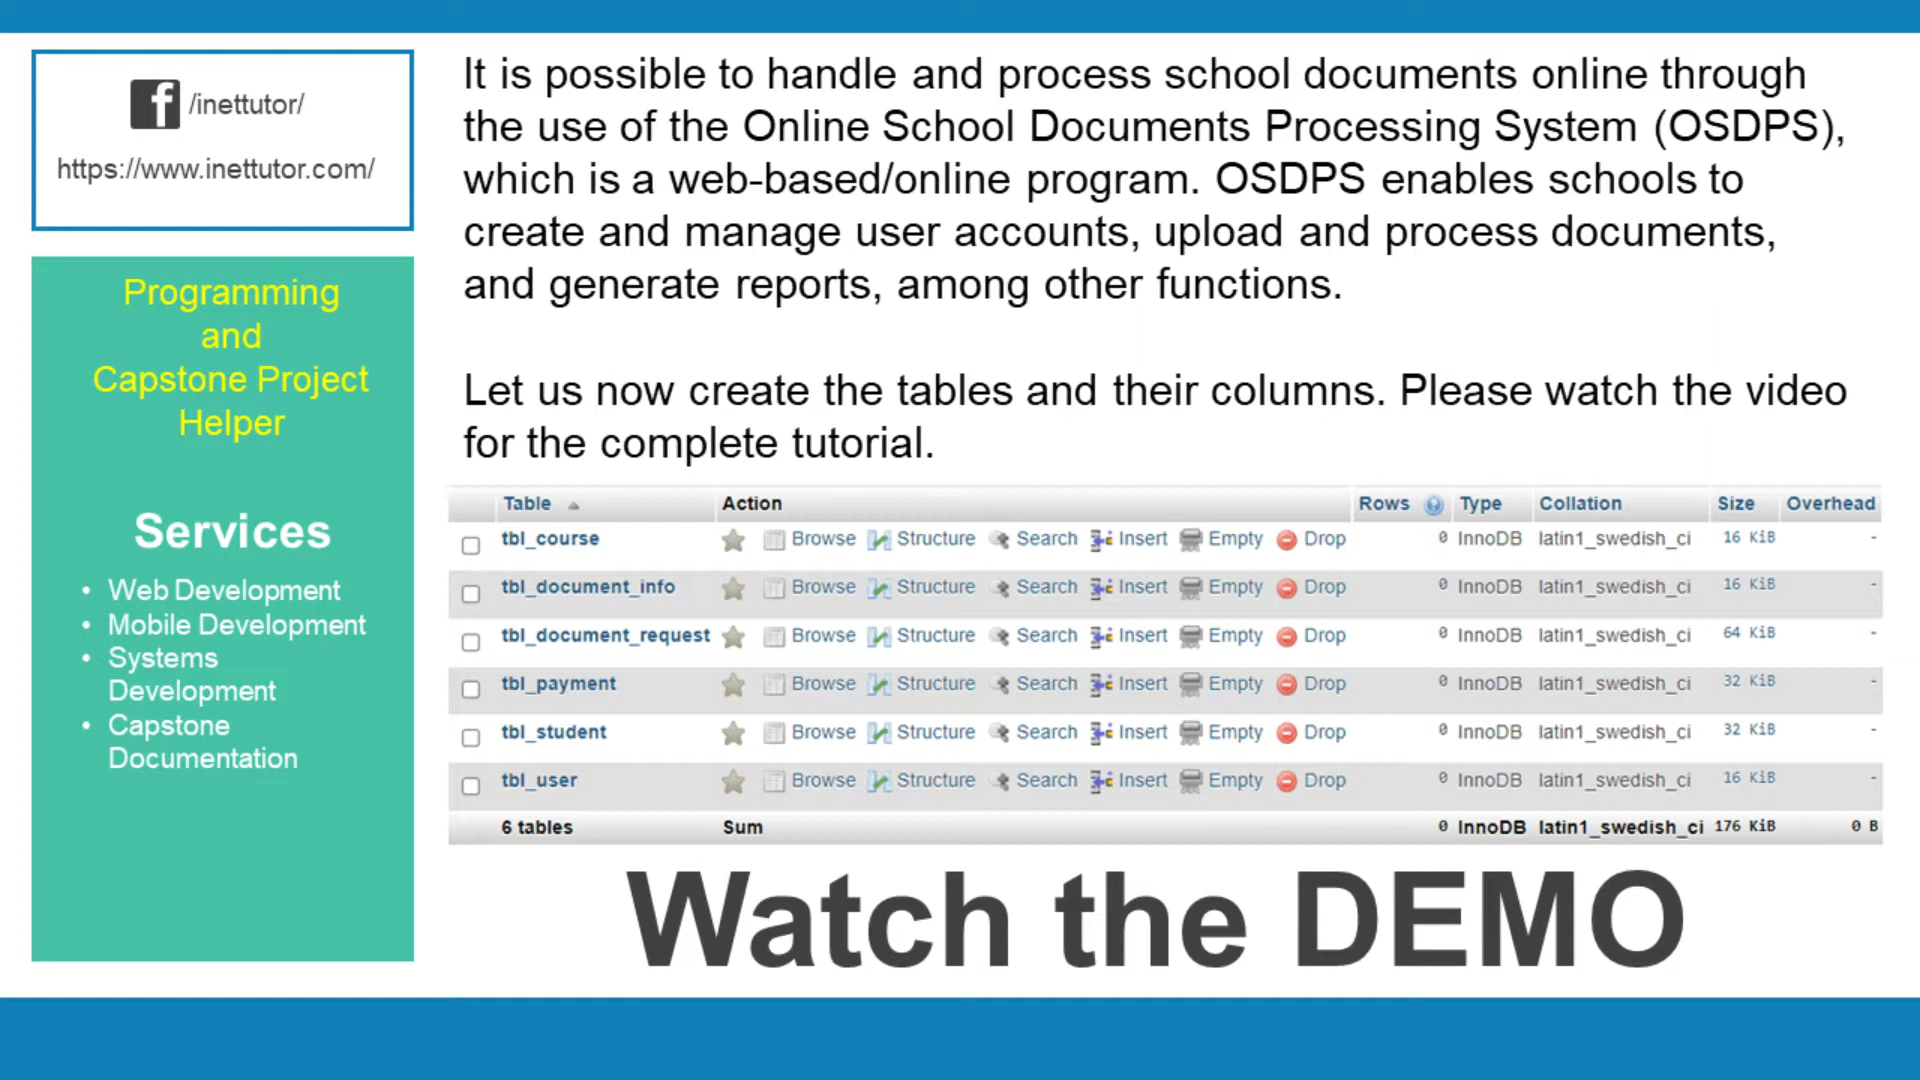 /inettutor/
https://www.inettutor.com/
Programming
and
Capstone Project
Helper
Services
• Web Development
• Mobile Development
• Systems
Development
• Capstone
Documentation
It is possible to handle and process school documents online through
the use of the Online School Documents Processing System (OSDPS),
which is a web-based/online program. OSDPS enables schools to
create and manage user accounts, upload and process documents,
and generate reports, among other functions.
Let us now create the tables and their columns. Please watch the video
for the complete tutorial.
Table Action Rows Type Collation Size Overhead
tbl_course Browse Structure Search Insert Empty Drop 0 InnoDB latin1_swedish_ci 16 KiB -
tbl_document_info Browse Structure Search Insert Empty Drop 0 InnoDB latin1_swedish_ci 16 KiB -
tbl_document_request Browse Structure Search Insert Empty Drop 0 InnoDB latin1_swedish_ci 64 KiB -
tbl_payment Browse Structure Search Insert Empty Drop 0 InnoDB latin1_swedish_ci 32 KiB -
tbl_student Browse Structure Search Insert Empty Drop 0 InnoDB latin1_swedish_ci 32 KiB -
tbl_user Browse Structure Search Insert Empty Drop 0 InnoDB latin1_swedish_ci 16 KiB -
6 tables Sum 0 InnoDB latin1_swedish_ci 176 KiB 0 B
Watch the DEMO